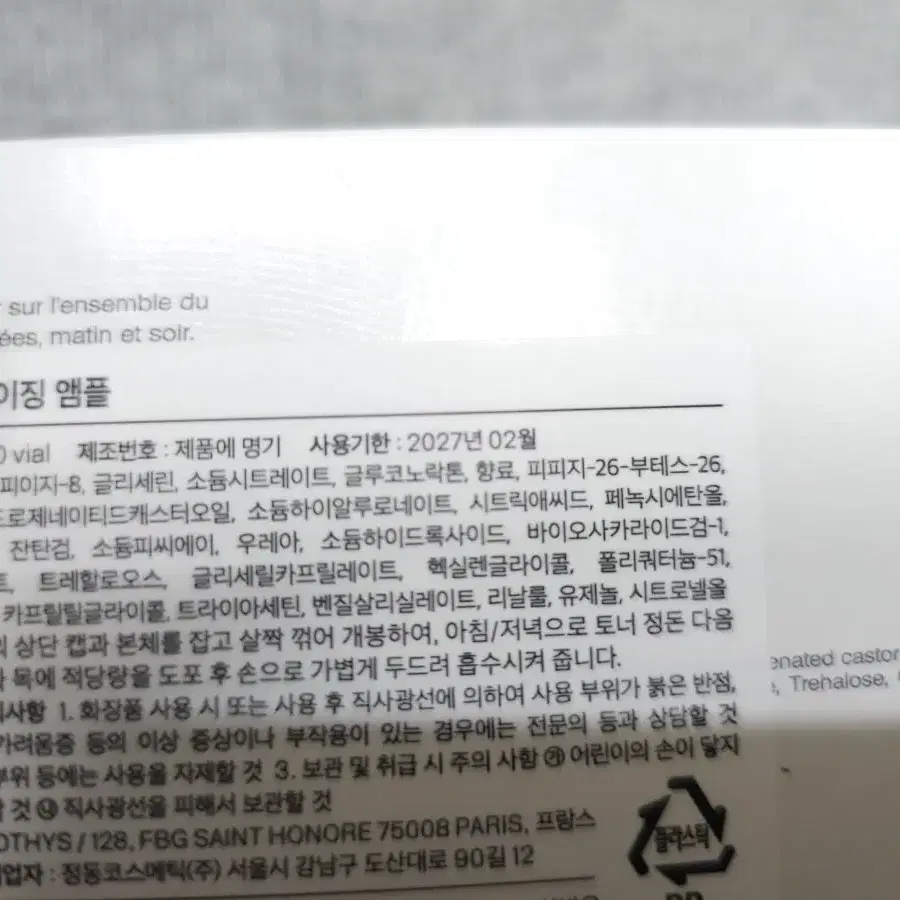 sur l'ensemble du
ées, matin et soir.
이징 앰플
0 vial 제조번호 : 제품에 명기 사용기한 : 2027년 02월
피이지-8, 글리세린, 소듐시트레이트, 글루코노락톤, 향료, 피피지-26-부테스-26,
드로제네이티드캐스터오일, 소듐하이알루로네이트, 시트릭애씨드, 페녹시에탄올,
잔탄검, 소듐피씨에이, 우레아, 소듐하이드록사이드, 바이오사카라이드검-1,
트, 트레할로오스, 글리세릴카프릴레이트, 헥실렌글라이콜, 폴리쿼터늄-51,
카프릴릴글라이콜, 트라이아세틴, 벤질살리실레이트, 리날룰, 유제놀, 시트로넬올
의 상단 캡과 본체를 잡고 살짝 꺾어 개봉하여, 아침/저녁으로 토너 정돈 다음
목에 적당량을 도포 후 손으로 가볍게 두드려 흡수시켜 줍니다.
사항 1. 화장품 사용 시 또는 사용 후 직사광선에 의하여 사용 부위가 붉은 반점,
가려움증 등의 이상 증상이나 부작용이 있는 경우에는 전문의 등과 상담할 것
부위 등에는 사용을 자제할 것 3. 보관 및 취급 시 주의 사항 ㉮ 어린이의 손이 닿지
할 것 ㉯ 직사광선을 피해서 보관할 것
OTHYS / 128, FBG SAINT HONORE 75008 PARIS, 프랑스
업자 : 정동코스메틱(주) 서울시 강남구 도산대로 90길 12
플라스틱
enated castor
, Trehalose,